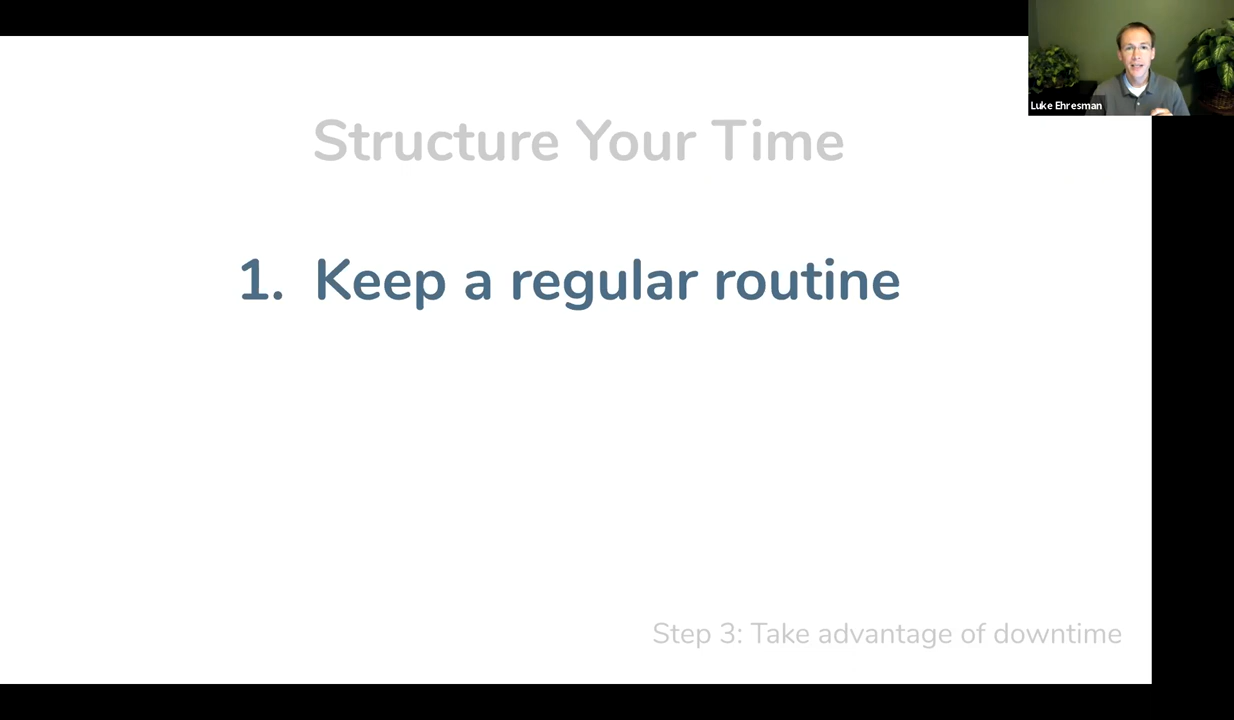 Luke Ehresman
Structure Your Time
1. Keep a regular routine
Step 3: Take advantage of downtime